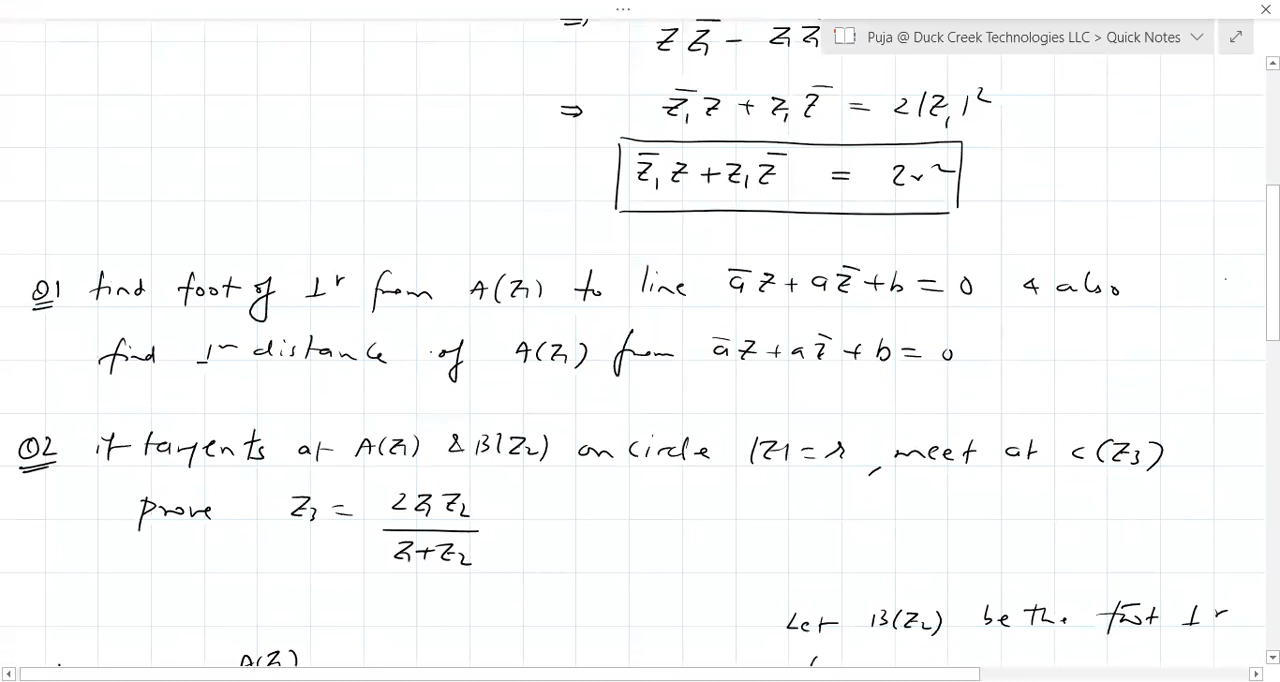 ⇒
z z̄₁ − z₁ z̄₁
Puja @ Duck Creek Technologies LLC > Quick Notes
⇒ z̄₁ z + z₁ z̄ = 2|z₁|²
z̄₁ z + z₁ z̄ = 2r²
Q1 find foot of ⊥r from A(z₁) to line āz + az̄ + b = 0 & also
find ⊥r distance of A(z₁) from āz + az̄ + b = 0
Q2 if tangents at A(z₁) & B(z₂) on circle |z| = r, meet at C(z₃)
prove z₃ = 2z₁z₂ / z₁+z₂
Let B(z₂) be the foot ⊥r
A(z₁)